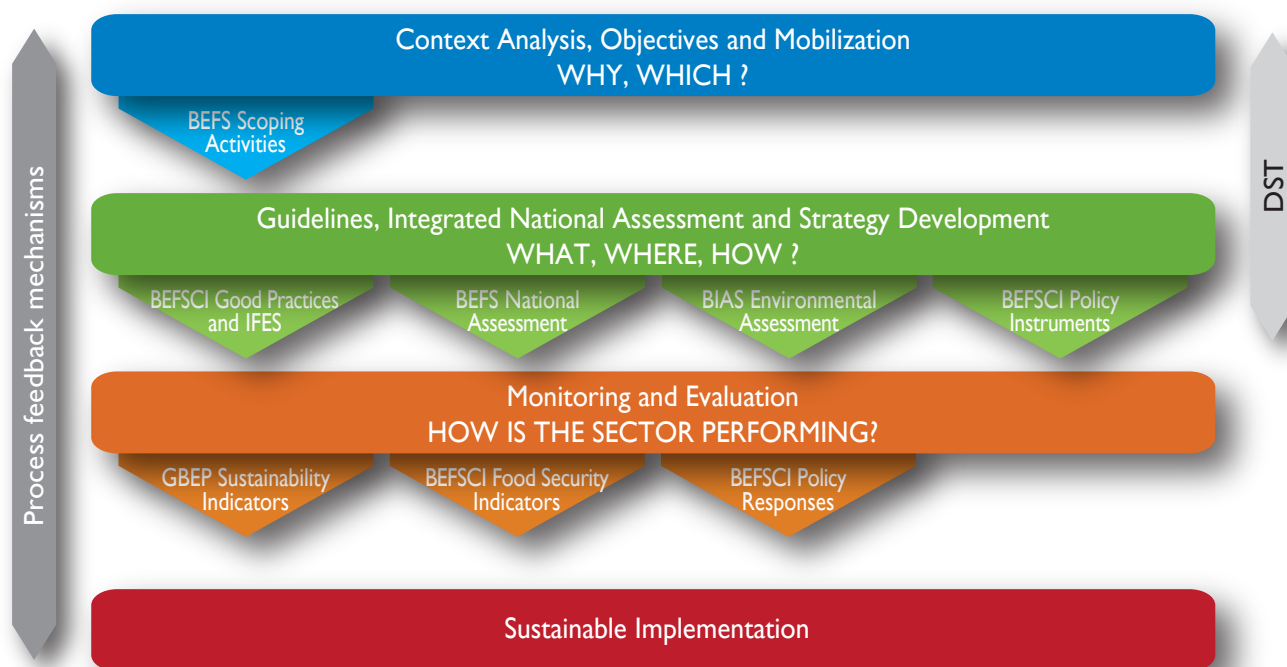 Context Analysis, Objectives and Mobilization
WHY, WHICH ?
BEFS Scoping
Activities
Guidelines, Integrated National Assessment and Strategy Development
WHAT, WHERE, HOW ?
BEFSCI Good Practices
and IFES
BEFS National
Assessment
BIAS Environmental
Assessment
BEFSCI Policy
Instruments
Monitoring and Evaluation
HOW IS THE SECTOR PERFORMING?
GBEP Sustainability
Indicators
BEFSCI Food Security
Indicators
BEFSCI Policy
Responses
Sustainable Implementation
Process feedback mechanisms
DST